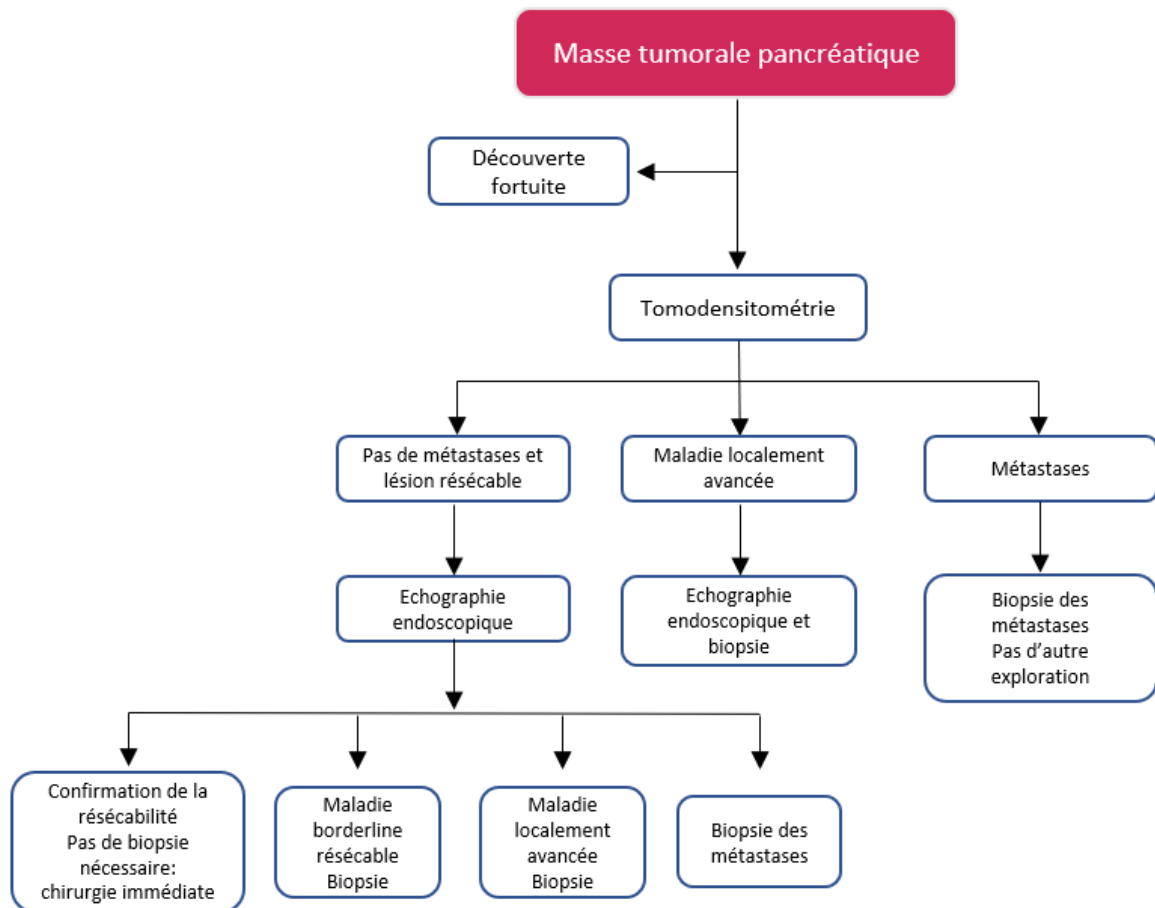 Masse tumorale pancréatique
Découverte
fortuite
Tomodensitométrie
Pas de métastases et
lésion résécable
Maladie localement
avancée
Métastases
Echographie
endoscopique
Echographie
endoscopique et
biopsie
Biopsie des
métastases
Pas d’autre
exploration
Confirmation de la
résécabilité
Pas de biopsie
nécessaire:
chirurgie immédiate
Maladie
borderline
résécable
Biopsie
Maladie
localement
avancée
Biopsie
Biopsie des
métastases